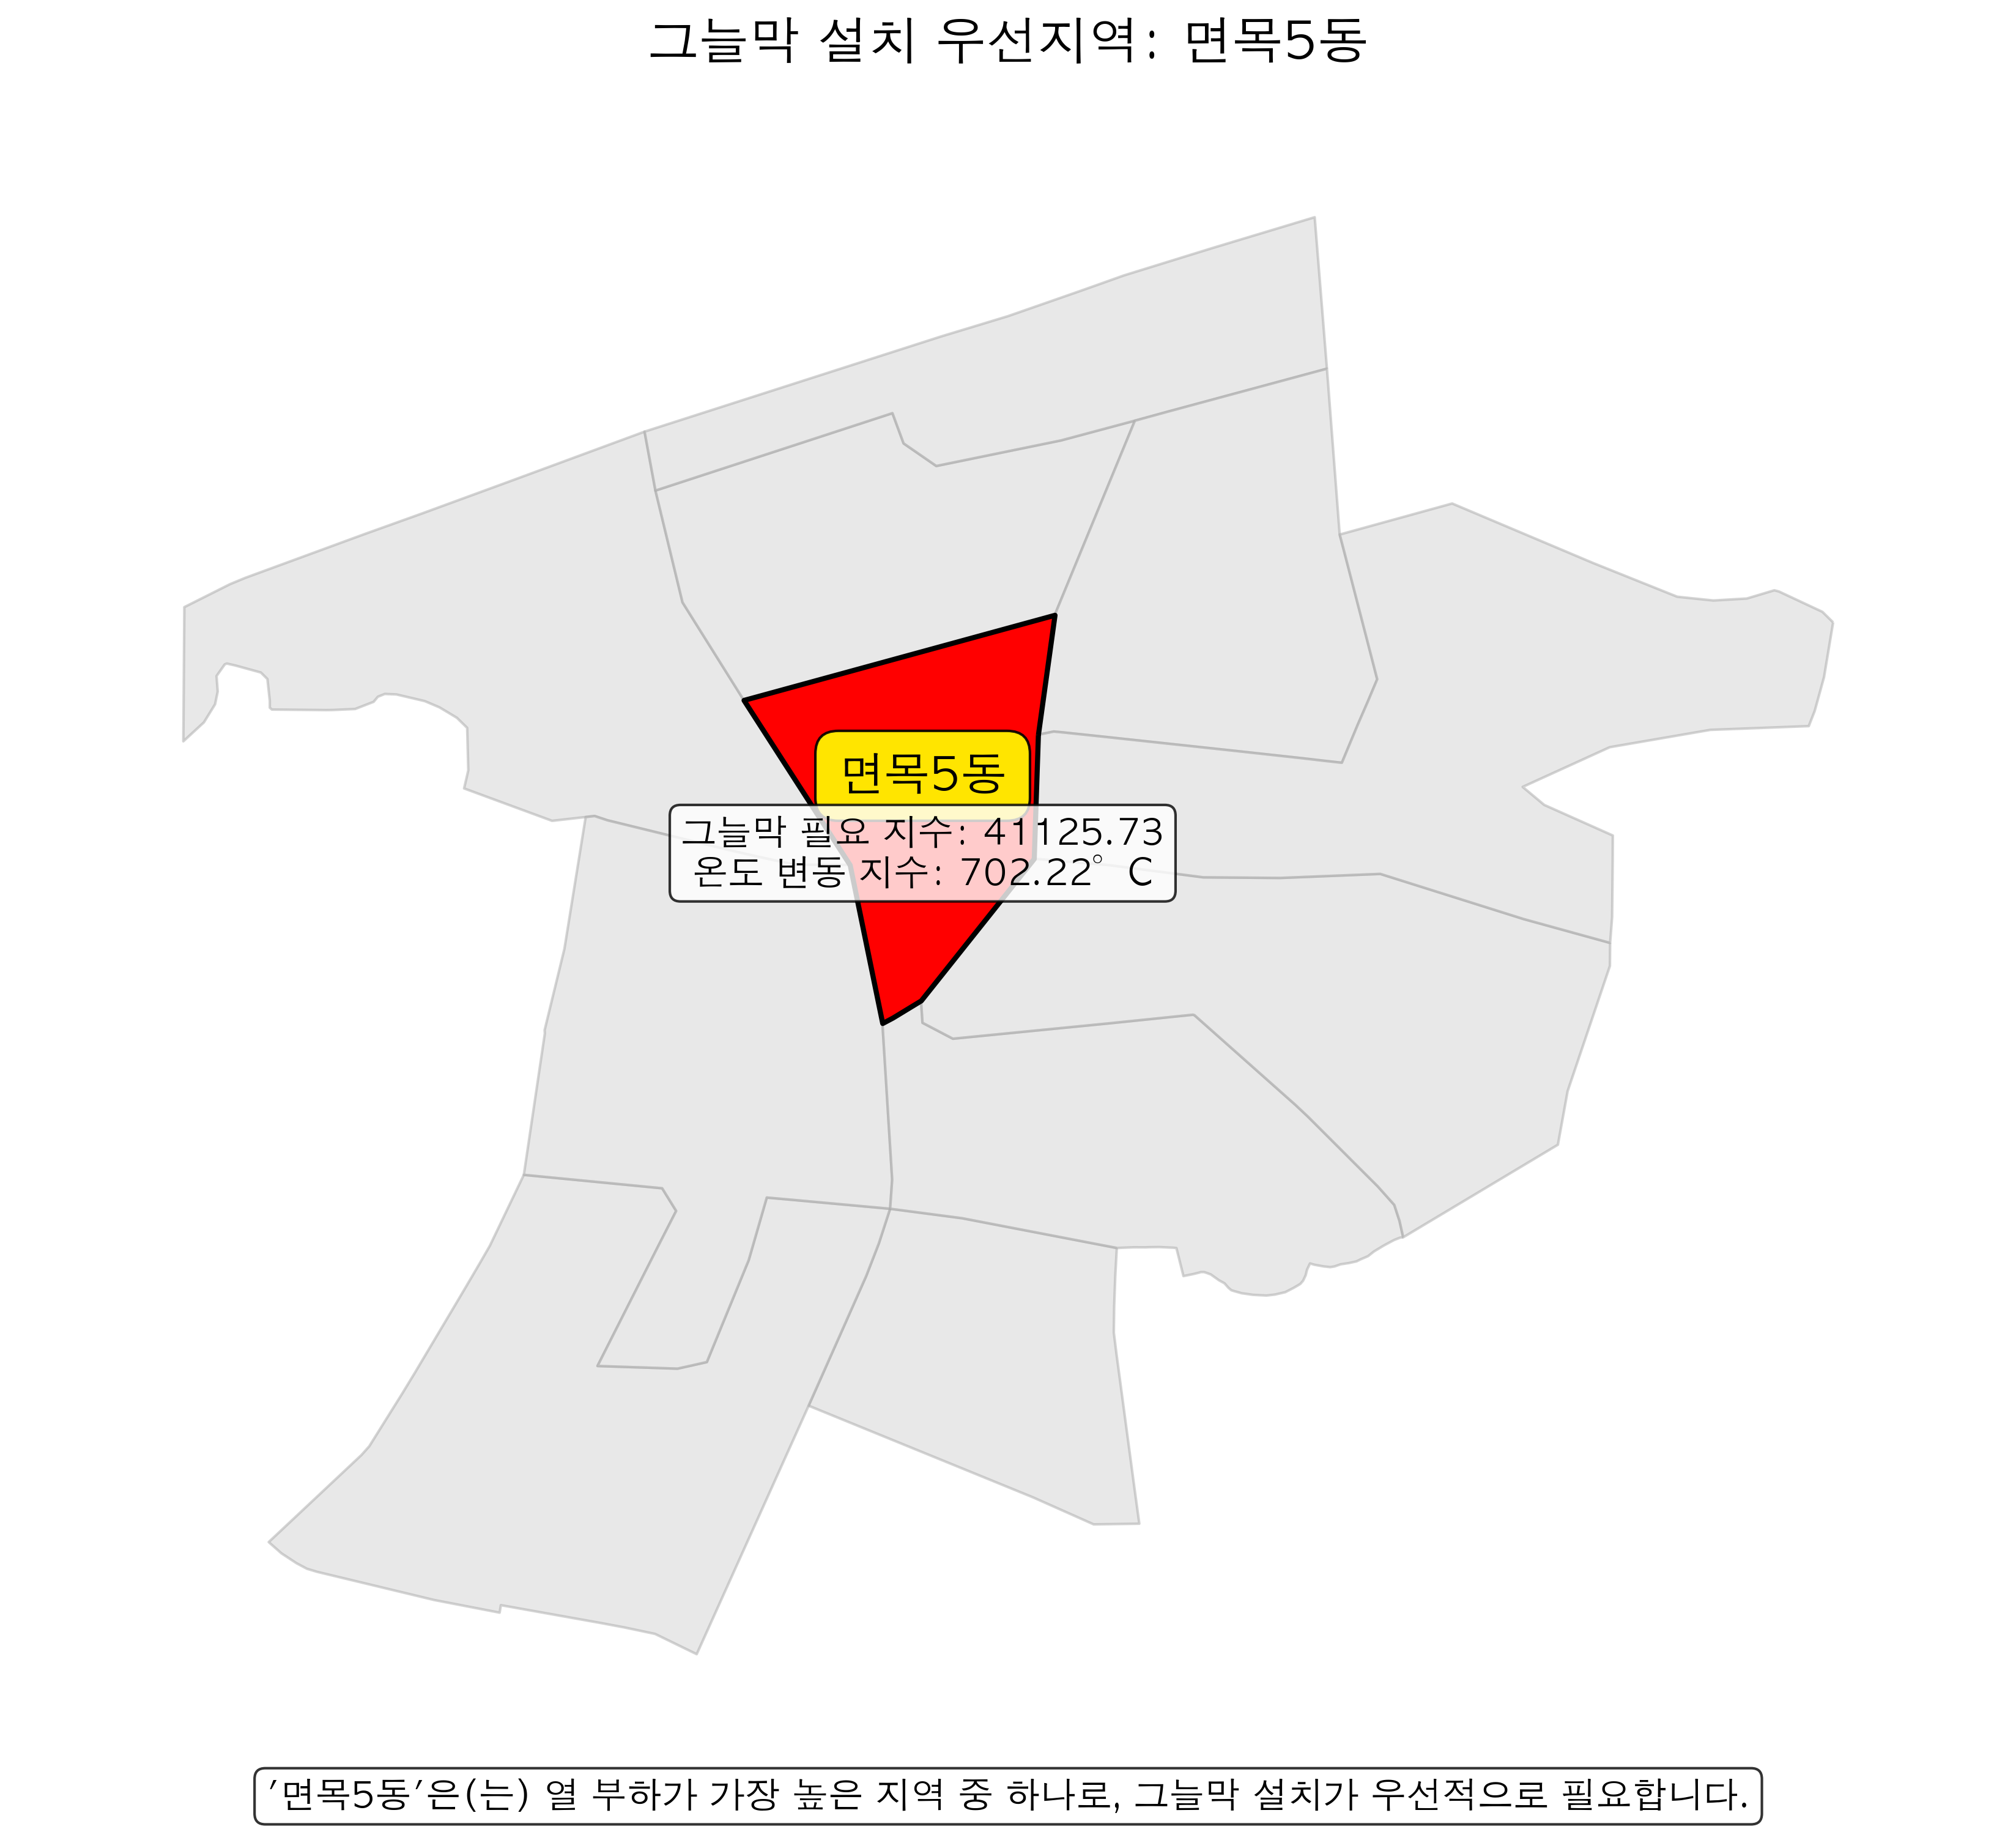 그늘막 설치 우선지역: 면목5동
면목5동
그늘막 필요 지수: 41125.73
온도 변동 지수: 702.22° C
'면목5동'은(는) 열 부하가 가장 높은 지역 중 하나로, 그늘막 설치가 우선적으로 필요합니다.